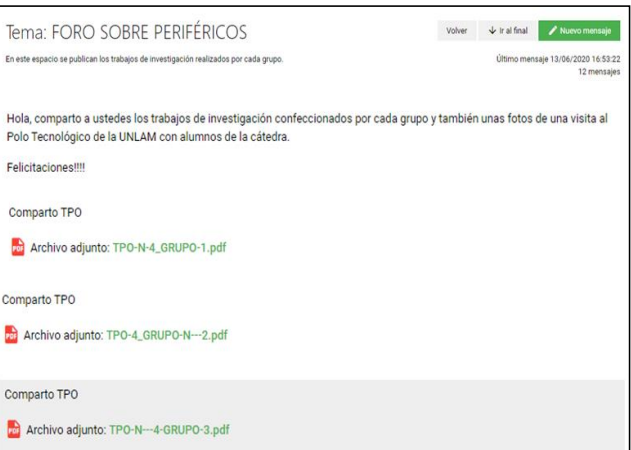 Tema: FORO SOBRE PERIFÉRICOS
Volver
Ir al final
Nuevo mensaje
En este espacio se publican los trabajos de investigación realizados por cada grupo.
Último mensaje 13/06/2020 16:53:22
12 mensajes
Hola, comparto a ustedes los trabajos de investigación confeccionados por cada grupo y también unas fotos de una visita al
Polo Tecnológico de la UNLAM con alumnos de la cátedra.
Felicitaciones!!!!
Comparto TPO
PDF Archivo adjunto: TPO-N-4_GRUPO-1.pdf
Comparto TPO
PDF Archivo adjunto: TPO-4_GRUPO-N---2.pdf
Comparto TPO
PDF Archivo adjunto: TPO-N---4-GRUPO-3.pdf